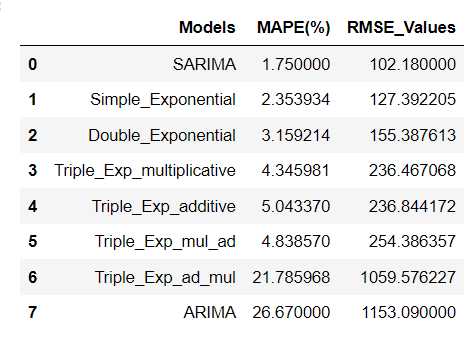 Models MAPE(%) RMSE_Values
0 SARIMA 1.750000 102.180000
1 Simple_Exponential 2.353934 127.392205
2 Double_Exponential 3.159214 155.387613
3 Triple_Exp_multiplicative 4.345981 236.467068
4 Triple_Exp_additive 5.043370 236.844172
5 Triple_Exp_mul_ad 4.838570 254.386357
6 Triple_Exp_ad_mul 21.785968 1059.576227
7 ARIMA 26.670000 1153.090000